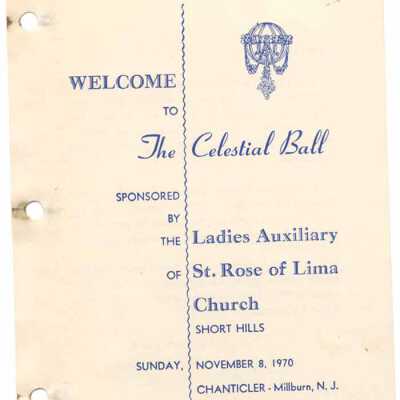 WELCOME
TO
The Celestial Ball
SPONSORED
BY
THE Ladies Auxiliary
OF St. Rose of Lima
Church
SHORT HILLS
SUNDAY, NOVEMBER 8, 1970
CHANTICLER - Millburn, N. J.